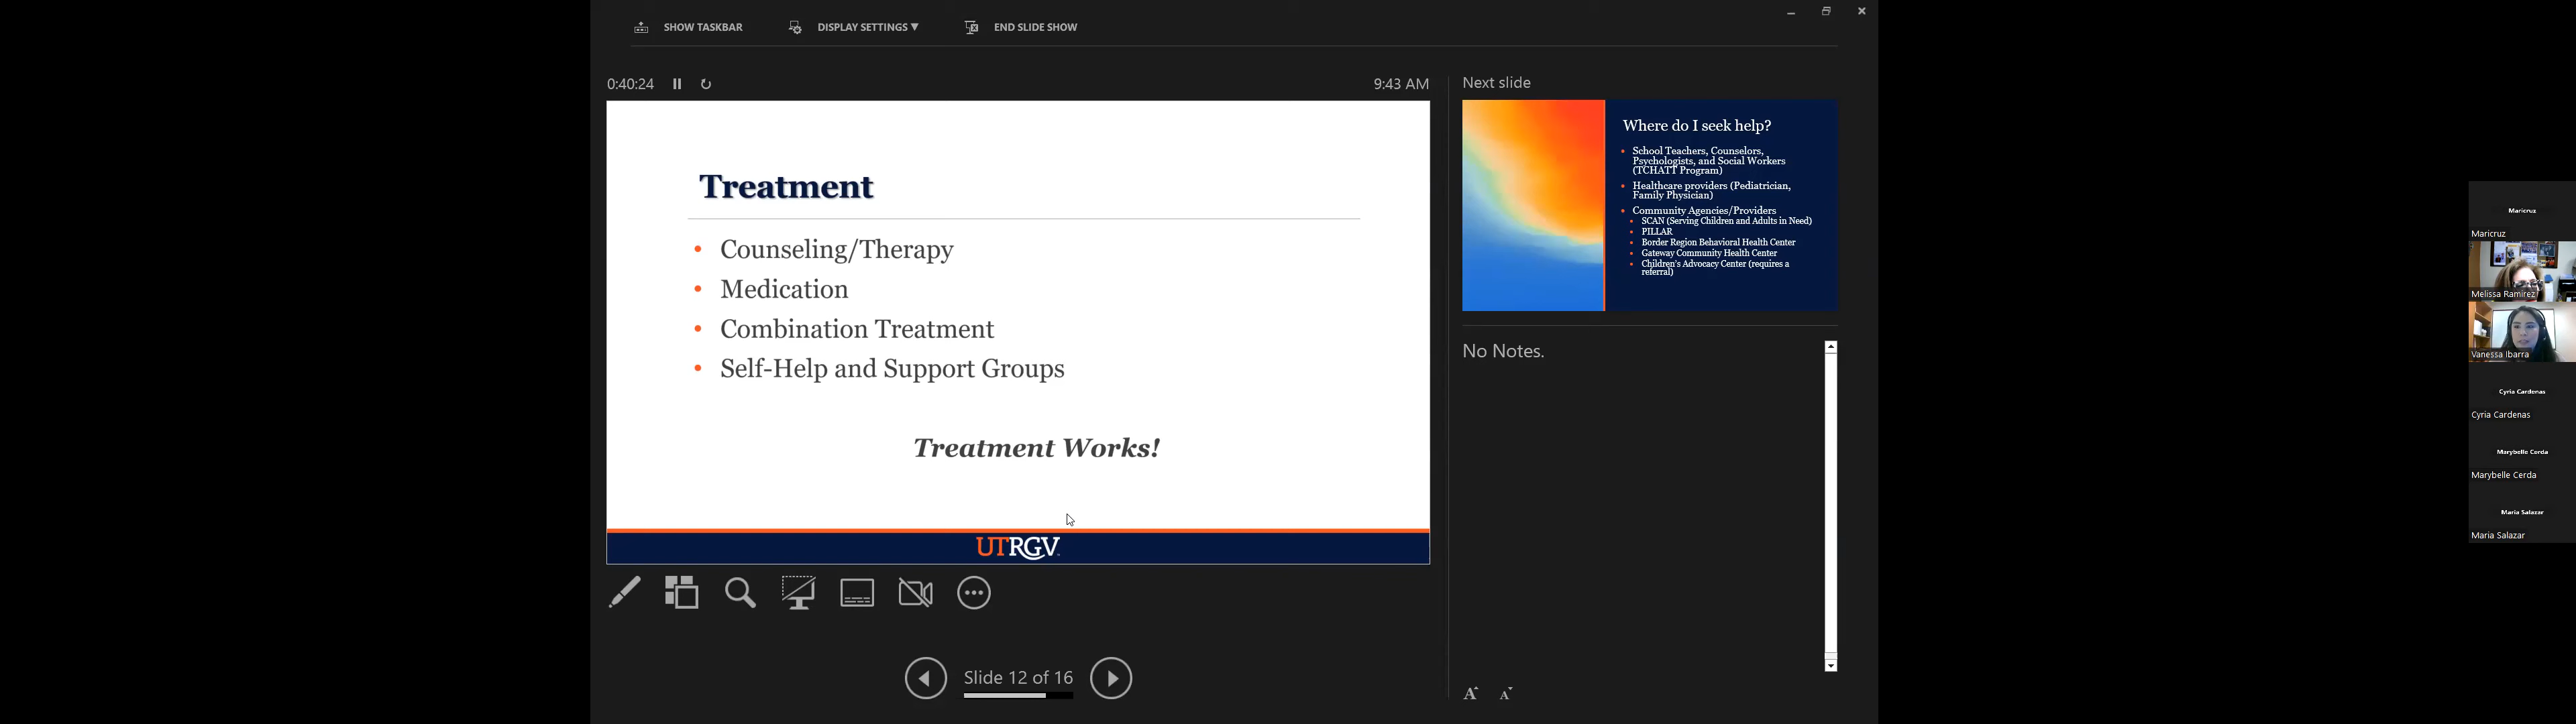 SHOW TASKBAR
DISPLAY SETTINGS ▼
END SLIDE SHOW
0:40:24
9:43 AM
Treatment
• Counseling/Therapy
• Medication
• Combination Treatment
• Self-Help and Support Groups
Treatment Works!
UTRGV
Slide 12 of 16
Next slide
Where do I seek help?
• School Teachers, Counselors,
Psychologists, and Social Workers
(TCHATT Program)
• Healthcare providers (Pediatrician,
Family Physician)
• Community Agencies/Providers
• SCAN (Serving Children and Adults in Need)
• PILLAR
• Border Region Behavioral Health Center
• Gateway Community Health Center
• Children's Advocacy Center (requires a
referral)
No Notes.
A A
Maricruz
Maricruz
Melissa Ramirez
Vanessa Ibarra
Cyria Cardenas
Cyria Cardenas
Marybelle Cerda
Marybelle Cerda
Maria Salazar
Maria Salazar